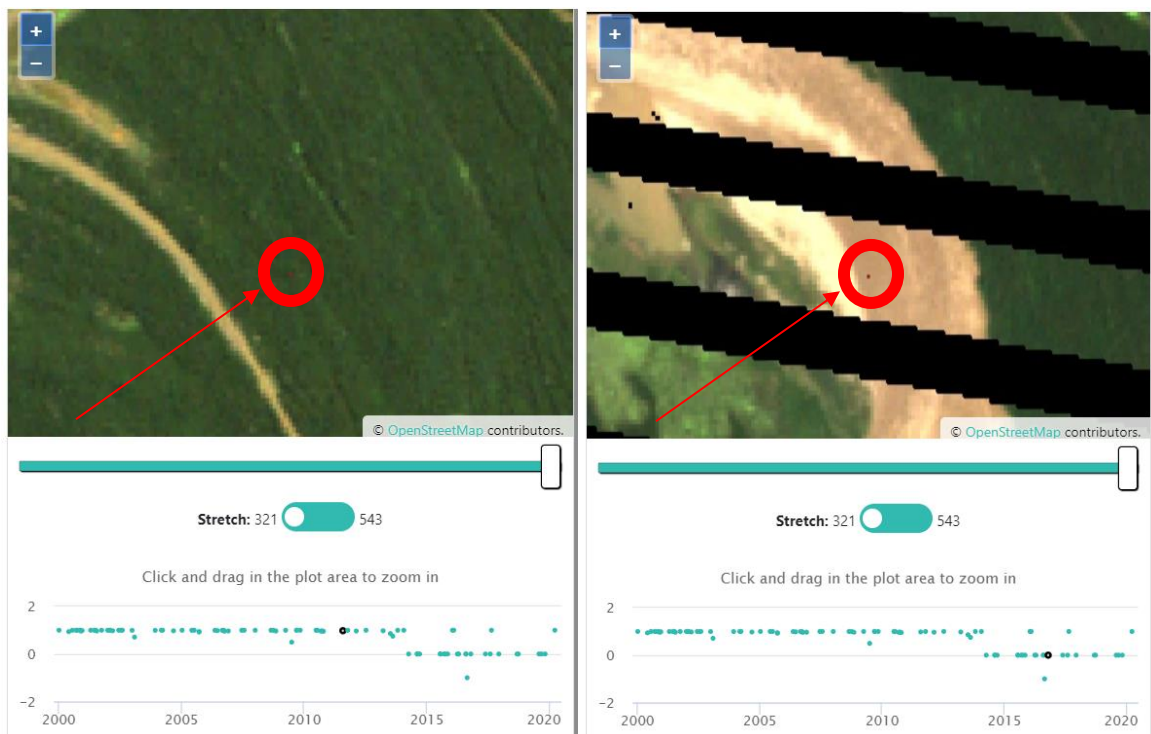 +
−
© OpenStreetMap contributors.
Stretch: 321 543
Click and drag in the plot area to zoom in
2
0
−2
2000 2005 2010 2015 2020
+
−
© OpenStreetMap contributors.
Stretch: 321 543
Click and drag in the plot area to zoom in
2
0
−2
2000 2005 2010 2015 2020